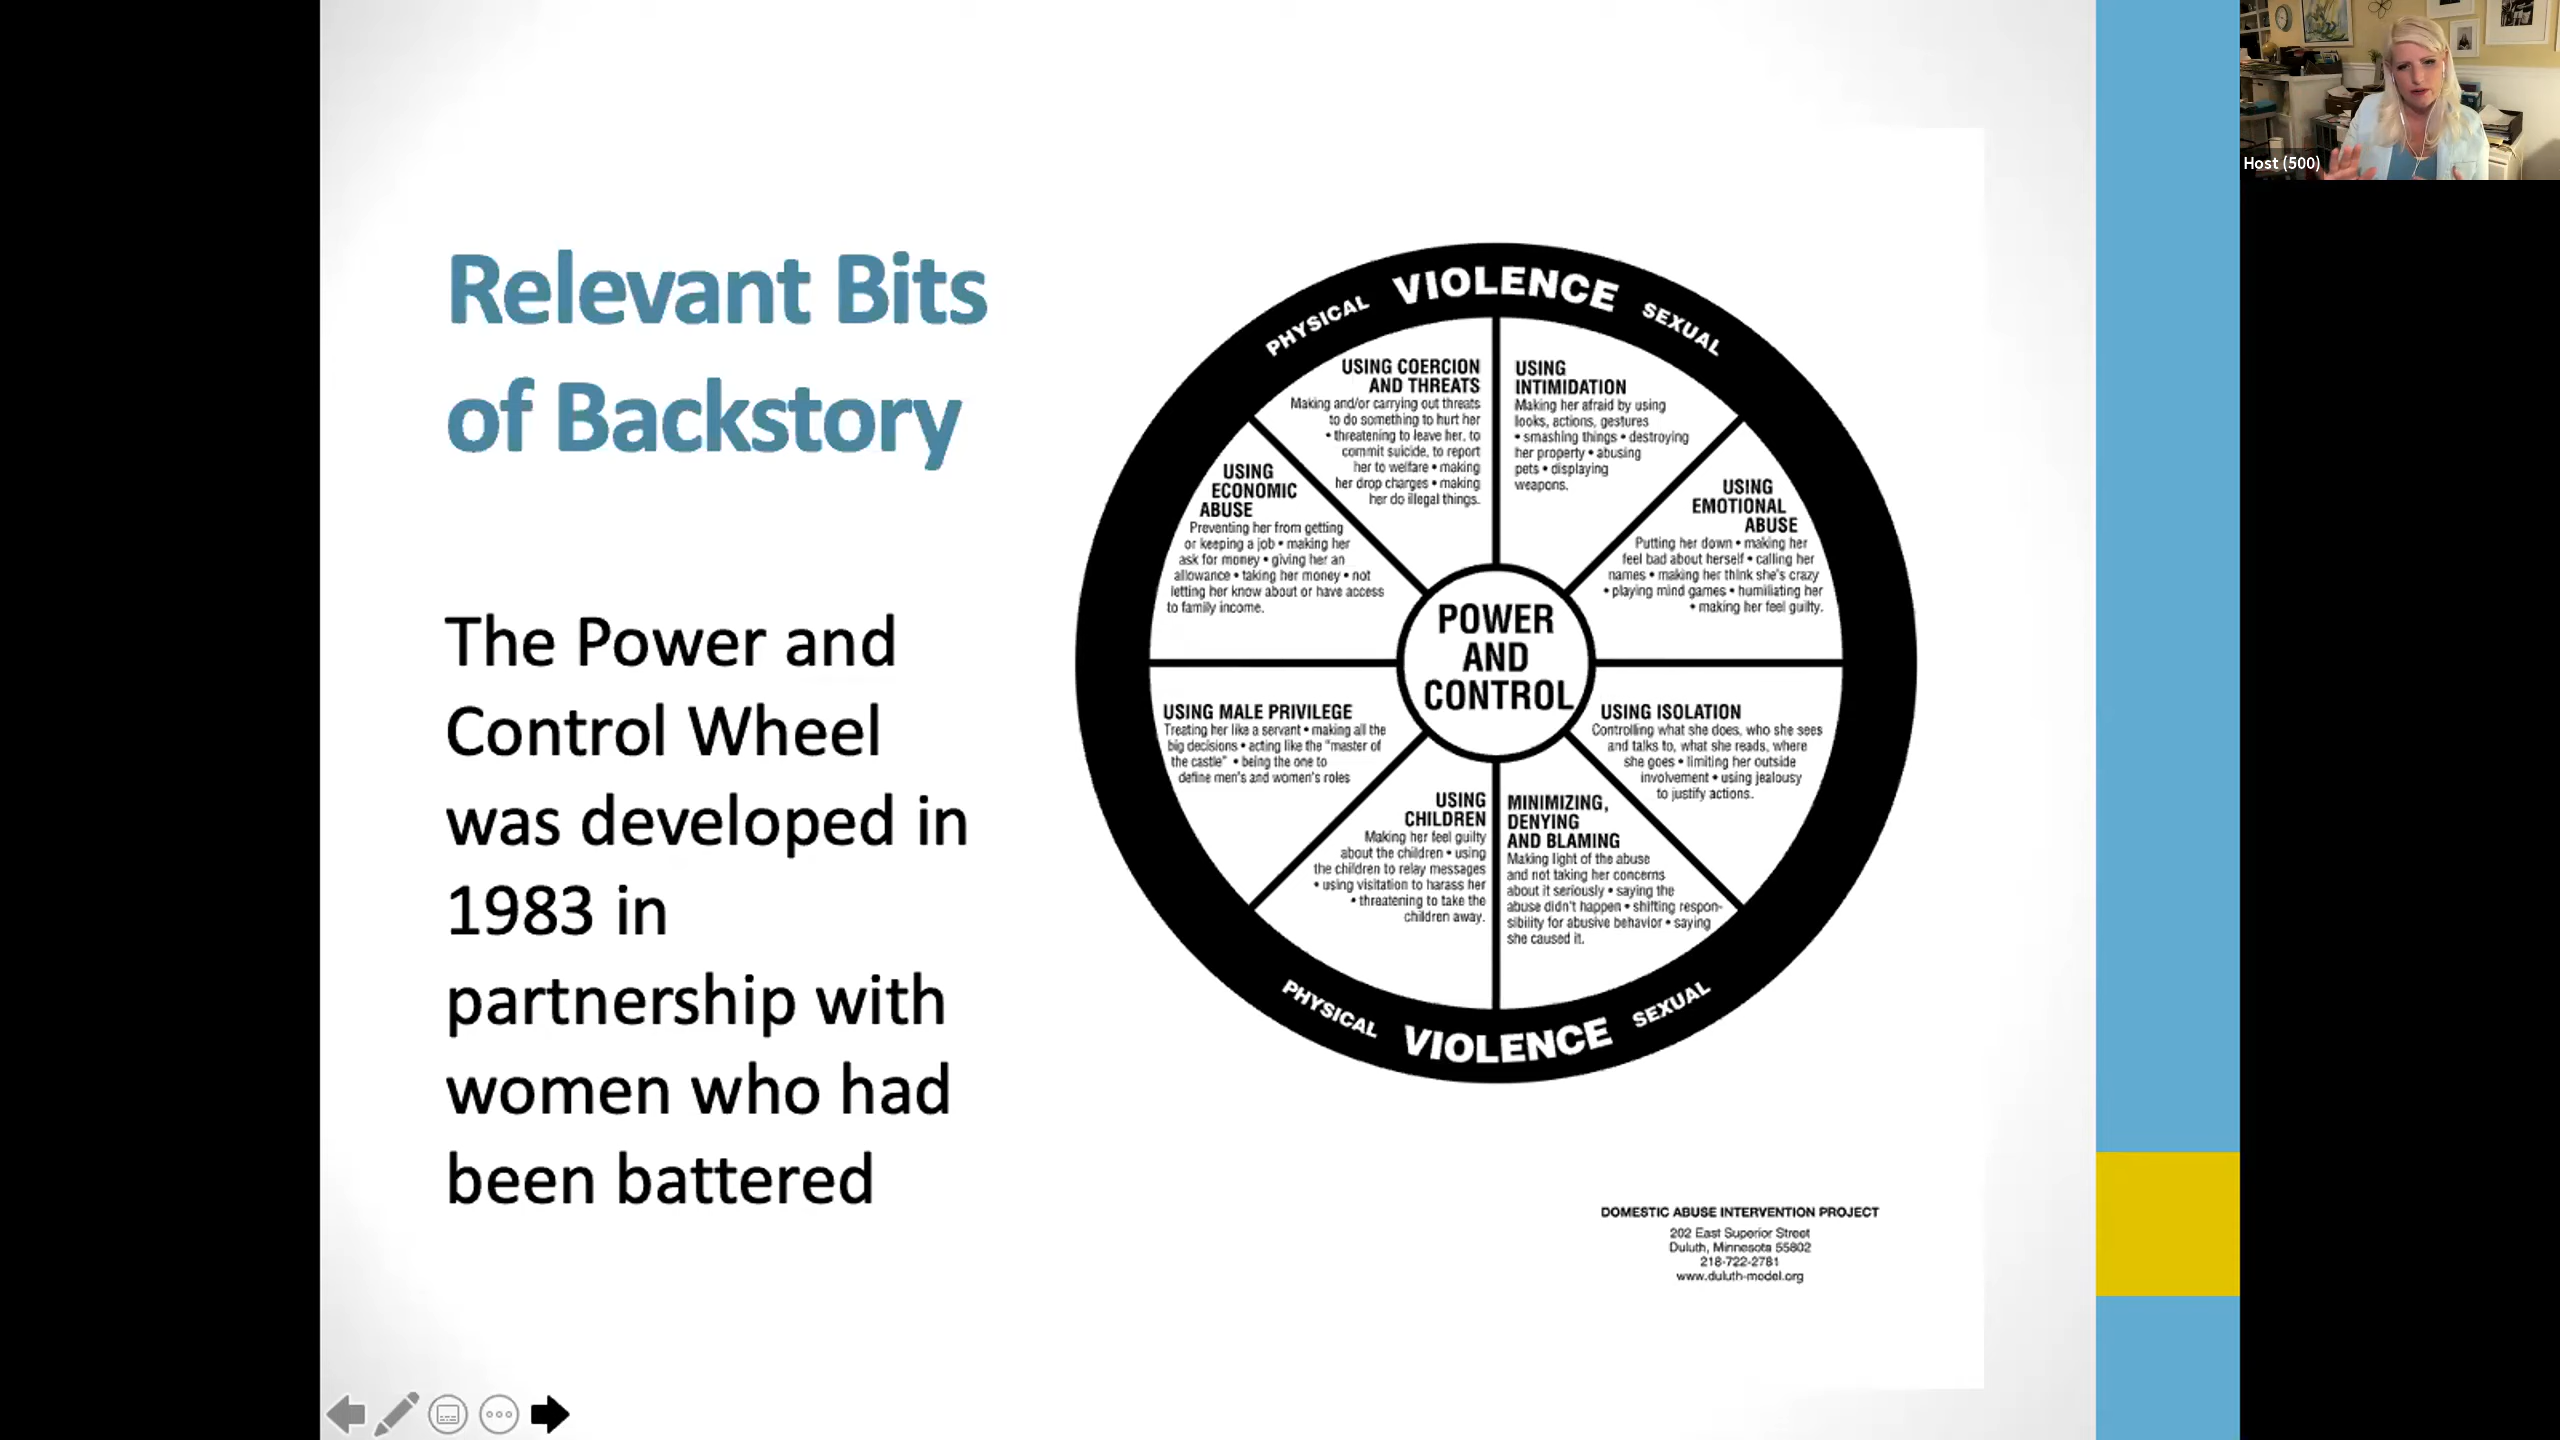 Relevant Bits
of Backstory
The Power and
Control Wheel
was developed in
1983 in
partnership with
women who had
been battered
PHYSICAL VIOLENCE SEXUAL
USING COERCION
AND THREATS
Making and/or carrying out threats
to do something to hurt her
• threatening to leave her, to
commit suicide, to report
her to welfare • making
her drop charges • making
her do illegal things.
USING
INTIMIDATION
Making her afraid by using
looks, actions, gestures
• smashing things • destroying
her property • abusing
pets • displaying
weapons.
USING
EMOTIONAL
ABUSE
Putting her down • making her
feel bad about herself • calling her
names • making her think she's crazy
• playing mind games • humiliating her
• making her feel guilty.
USING ISOLATION
Controlling what she does, who she sees
and talks to, what she reads, where
she goes • limiting her outside
involvement • using jealousy
to justify actions.
MINIMIZING,
DENYING
AND BLAMING
Making light of the abuse
and not taking her concerns
about it seriously • saying the
abuse didn't happen • shifting respon-
sibility for abusive behavior • saying
she caused it.
USING
CHILDREN
Making her feel guilty
about the children • using
the children to relay messages
• using visitation to harass her
• threatening to take the
children away.
USING MALE PRIVILEGE
Treating her like a servant • making all the
big decisions • acting like the "master of
the castle" • being the one to
define men's and women's roles
USING
ECONOMIC
ABUSE
Preventing her from getting
or keeping a job • making her
ask for money • giving her an
allowance • taking her money • not
letting her know about or have access
to family income.
POWER
AND
CONTROL
PHYSICAL VIOLENCE SEXUAL
DOMESTIC ABUSE INTERVENTION PROJECT
202 East Superior Street
Duluth, Minnesota 55802
218-722-2781
www.duluth-model.org
Host (500)